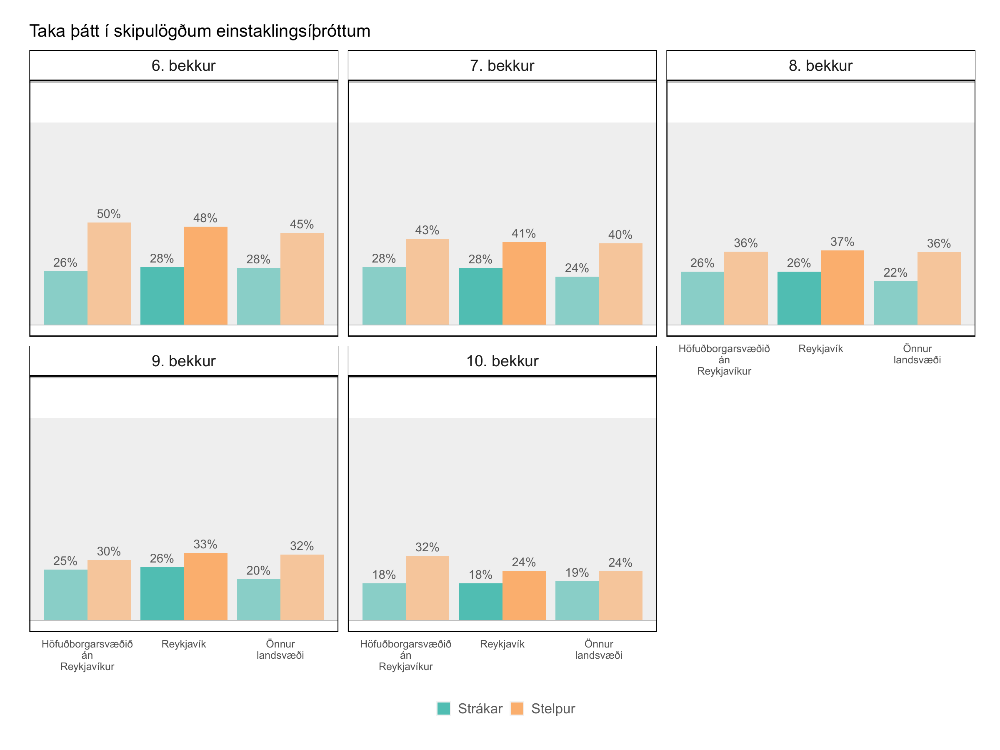 Taka þátt í skipulögðum einstaklingsíþróttum
6. bekkur
26%
50%
28%
48%
28%
45%
7. bekkur
28%
43%
28%
41%
24%
40%
8. bekkur
26%
36%
26%
37%
22%
36%
Höfuðborgarsvæðið
án
Reykjavíkur
Reykjavík
Önnur
landsvæði
9. bekkur
25%
30%
26%
33%
20%
32%
Höfuðborgarsvæðið
án
Reykjavíkur
Reykjavík
Önnur
landsvæði
10. bekkur
18%
32%
18%
24%
19%
24%
Höfuðborgarsvæðið
án
Reykjavíkur
Reykjavík
Önnur
landsvæði
Strákar Stelpur